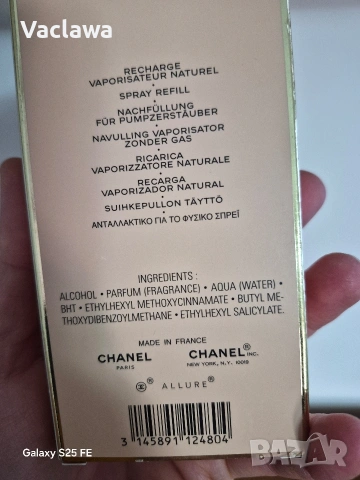 Vaclawa
RECHARGE
VAPORISATEUR NATUREL
•
SPRAY REFILL
•
NACHFÜLLUNG
FÜR PUMPZERSTÄUBER
•
NAVULLING VAPORISATOR
ZONDER GAS
•
RICARICA
VAPORIZZATORE NATURALE
•
RECARGA
VAPORIZADOR NATURAL
•
SUIHKEPULLON TÄYTTÖ
•
ΑΝΤΑΛΛΑΚΤΙΚΟ ΓΙΑ ΤΟ ΦΥΣΙΚΟ ΣΠΡΕΪ
INGREDIENTS :
ALCOHOL • PARFUM (FRAGRANCE) • AQUA (WATER) •
BHT • ETHYLHEXYL METHOXYCINNAMATE • BUTYL ME-
THOXYDIBENZOYLMETHANE • ETHYLHEXYL SALICYLATE.
MADE IN FRANCE
CHANEL CHANEL INC.
PARIS NEW YORK, N.Y. 10019
ALLURE®
3 145891 124804
Galaxy S25 FE
BAZAR